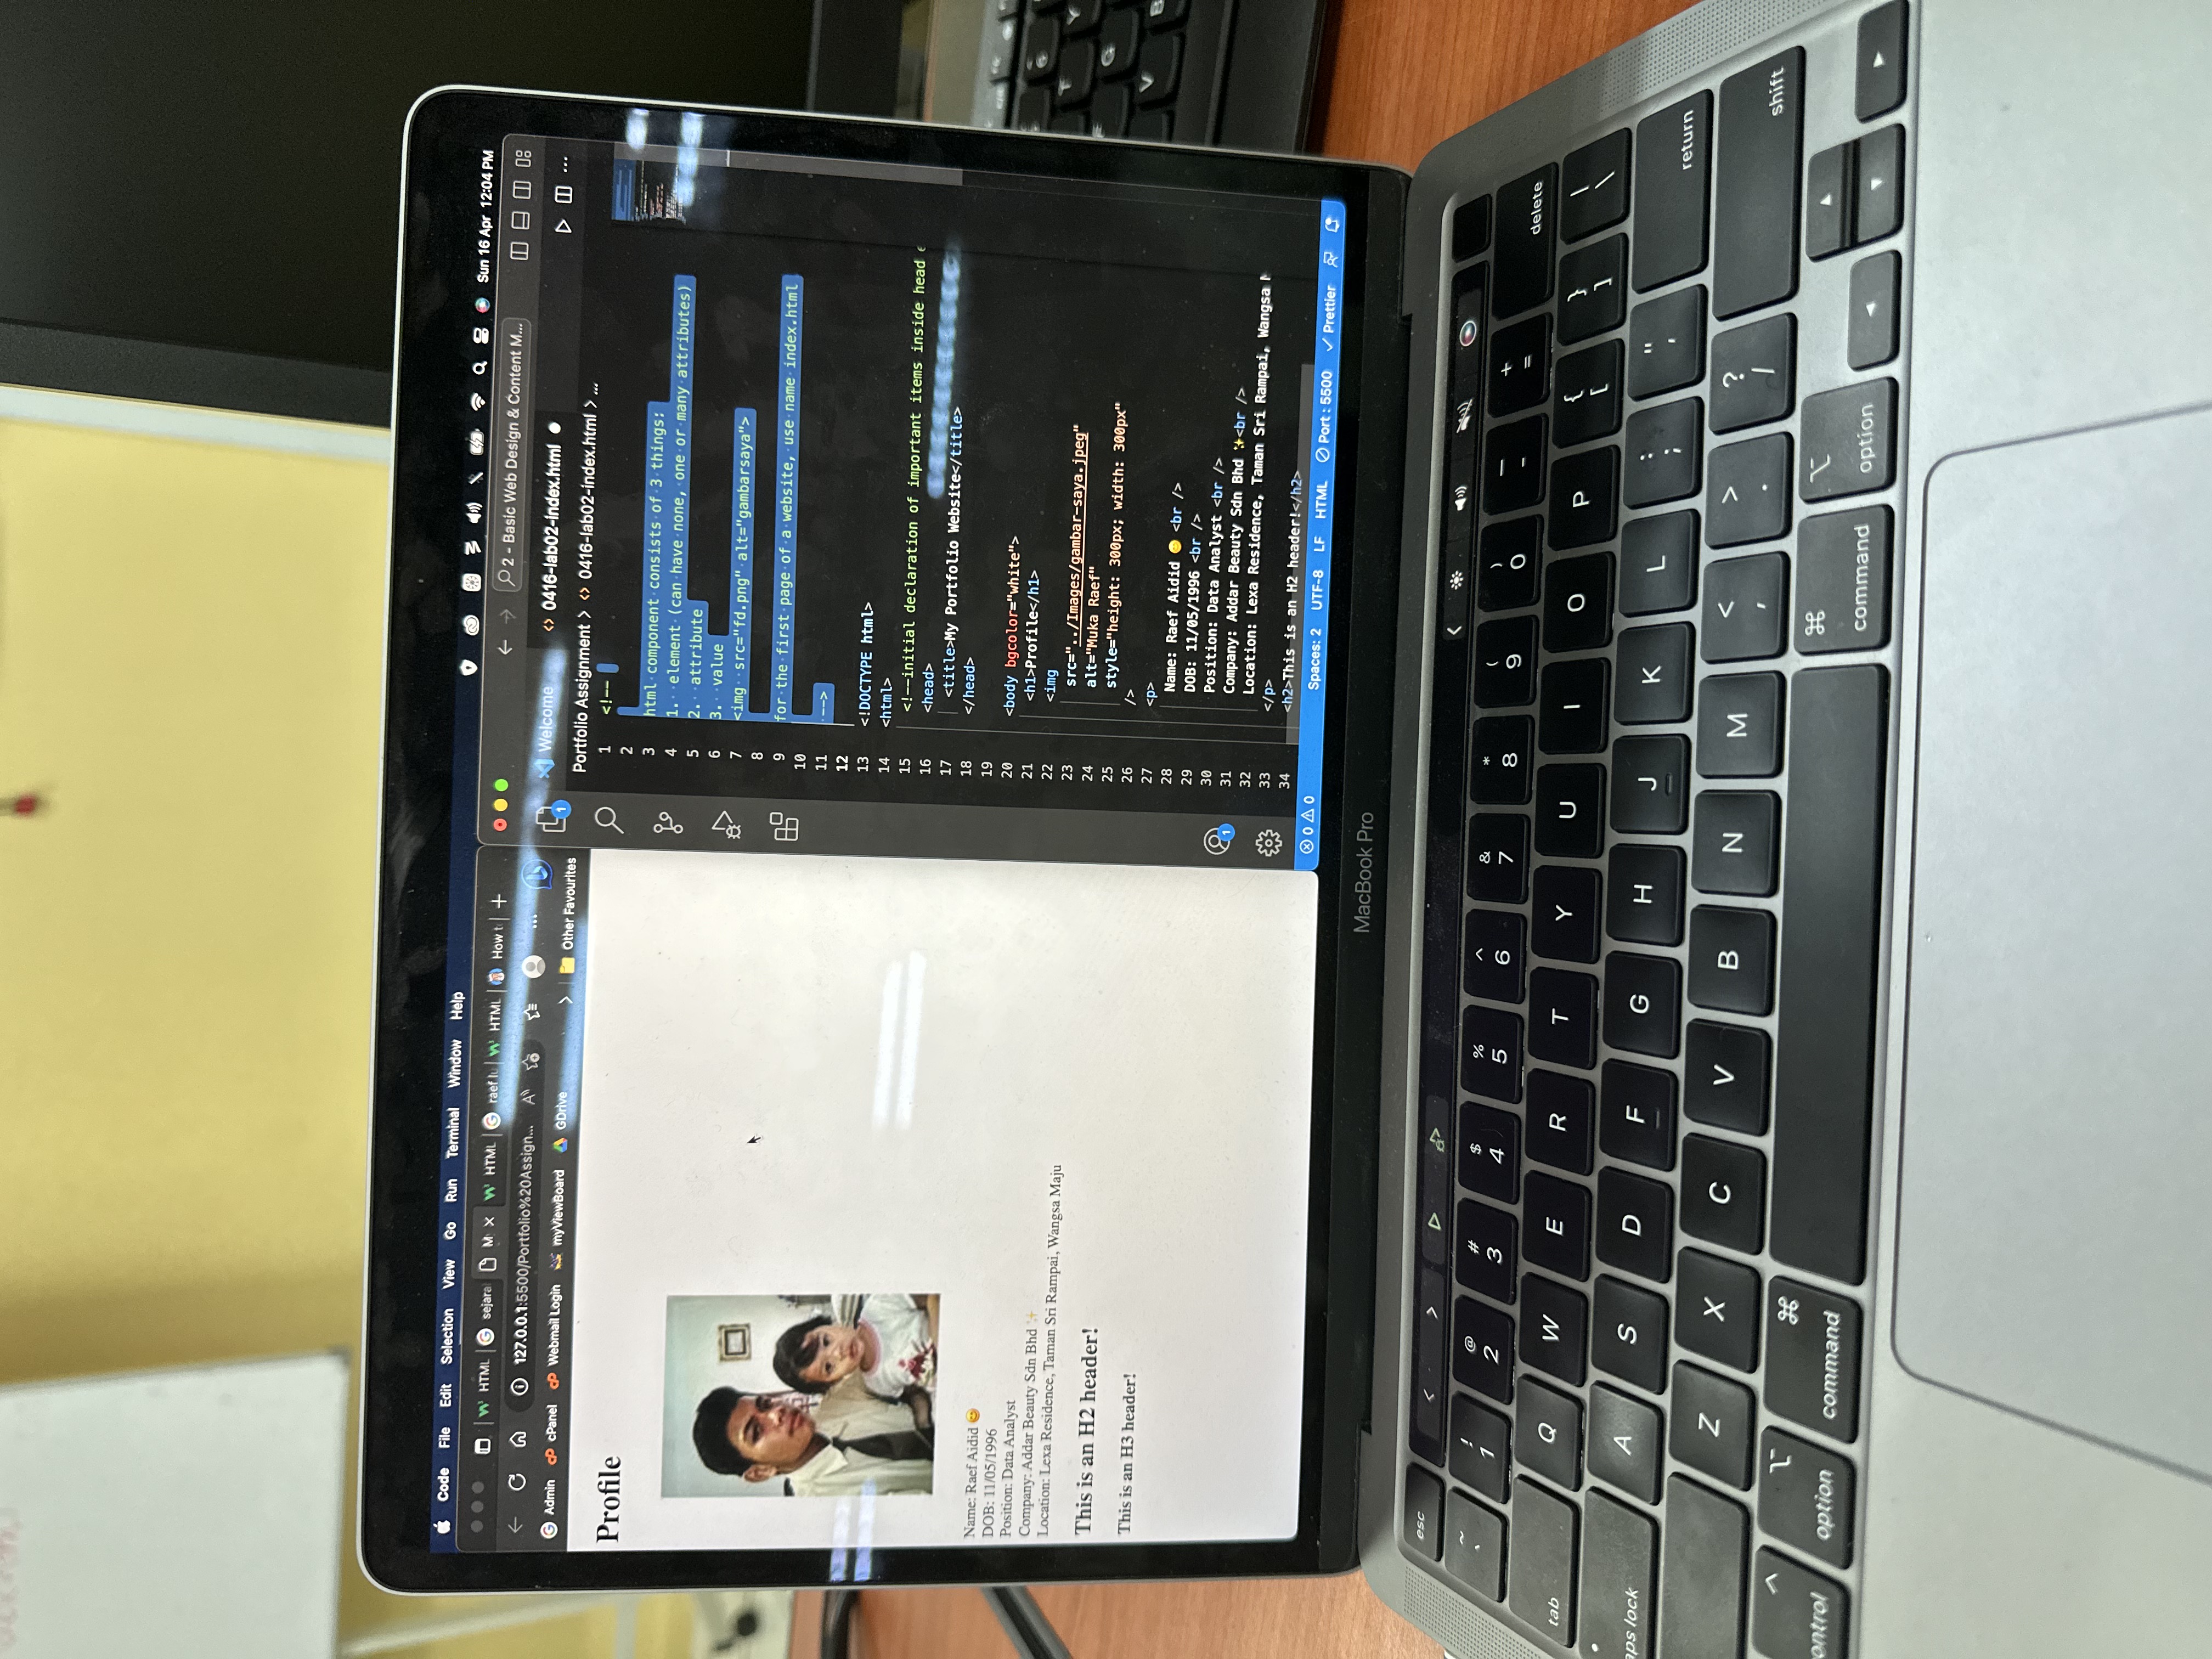 Code File Edit Selection View Go Run Terminal Window Help
Sun 16 Apr 12:04 PM
HTML sejara M HTML raef lu HTML How t
127.0.0.1:5500/Portfolio%20Assign...
Admin cPanel Webmail Login myViewBoard GDrive Other Favourites
Profile
Name: Raef Aidid 😊
DOB: 11/05/1996
Position: Data Analyst
Company: Addar Beauty Sdn Bhd ✨
Location: Lexa Residence, Taman Sri Rampai, Wangsa Maju
This is an H2 header!
This is an H3 header!
2 - Basic Web Design & Content M...
Welcome <> 0416-lab02-index.html
Portfolio Assignment > <> 0416-lab02-index.html > ...
1 <!--
2
3 html component consists of 3 things:
4 1. element (can have none, one or many attributes)
5 2. attribute
6 3. value
7 <img src="fd.png" alt="gambarsaya">
8
9 for the first page of a website, use name index.html
10
11 -->
12
13 <!DOCTYPE html>
14 <html>
15 <!--initial declaration of important items inside head e
16 <head>
17 <title>My Portfolio Website</title>
18 </head>
19
20 <body bgcolor="white">
21 <h1>Profile</h1>
22 <img
23 src="../Images/gambar-saya.jpeg"
24 alt="Muka Raef"
25 style="height: 300px; width: 300px"
26 />
27 <p>
28 Name: Raef Aidid 😊 <br />
29 DOB: 11/05/1996 <br />
30 Position: Data Analyst <br />
31 Company: Addar Beauty Sdn Bhd ✨<br />
32 Location: Lexa Residence, Taman Sri Rampai, Wangsa M
33 </p>
34 <h2>This is an H2 header!</h2>
1
1
0 0 Spaces: 2 UTF-8 LF HTML Port : 5500 Prettier
MacBook Pro
esc
~ ` ! 1 @ 2 # 3 $ 4 % 5 ^ 6 & 7 * 8 ( 9 ) 0 — - + = delete
tab Q W E R T Y U I O P { [ } ] | \
aps lock A S D F G H J K L : ; " ' return
Z X C V B N M < , > . ? / shift
ontrol option ⌘ command ⌘ command option